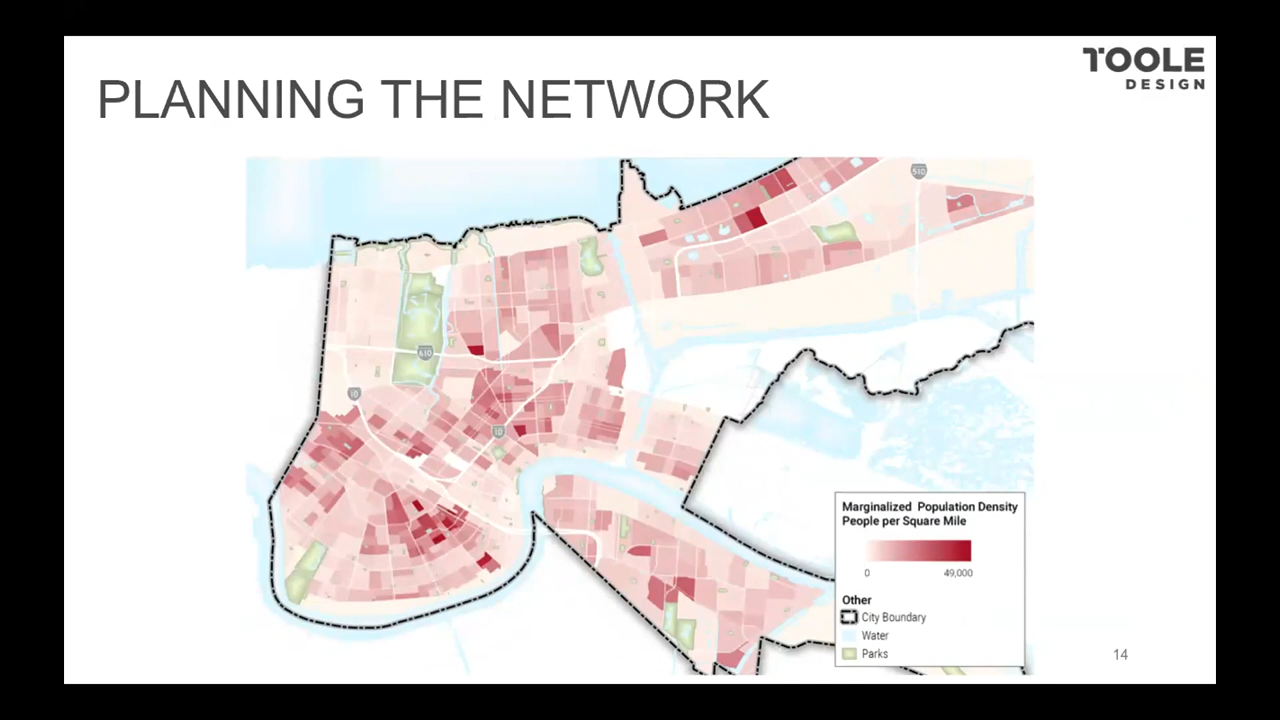 TOOLE
DESIGN
PLANNING THE NETWORK
510
610
10
10
Marginalized Population Density
People per Square Mile
0 49,000
Other
City Boundary
Water
Parks
14